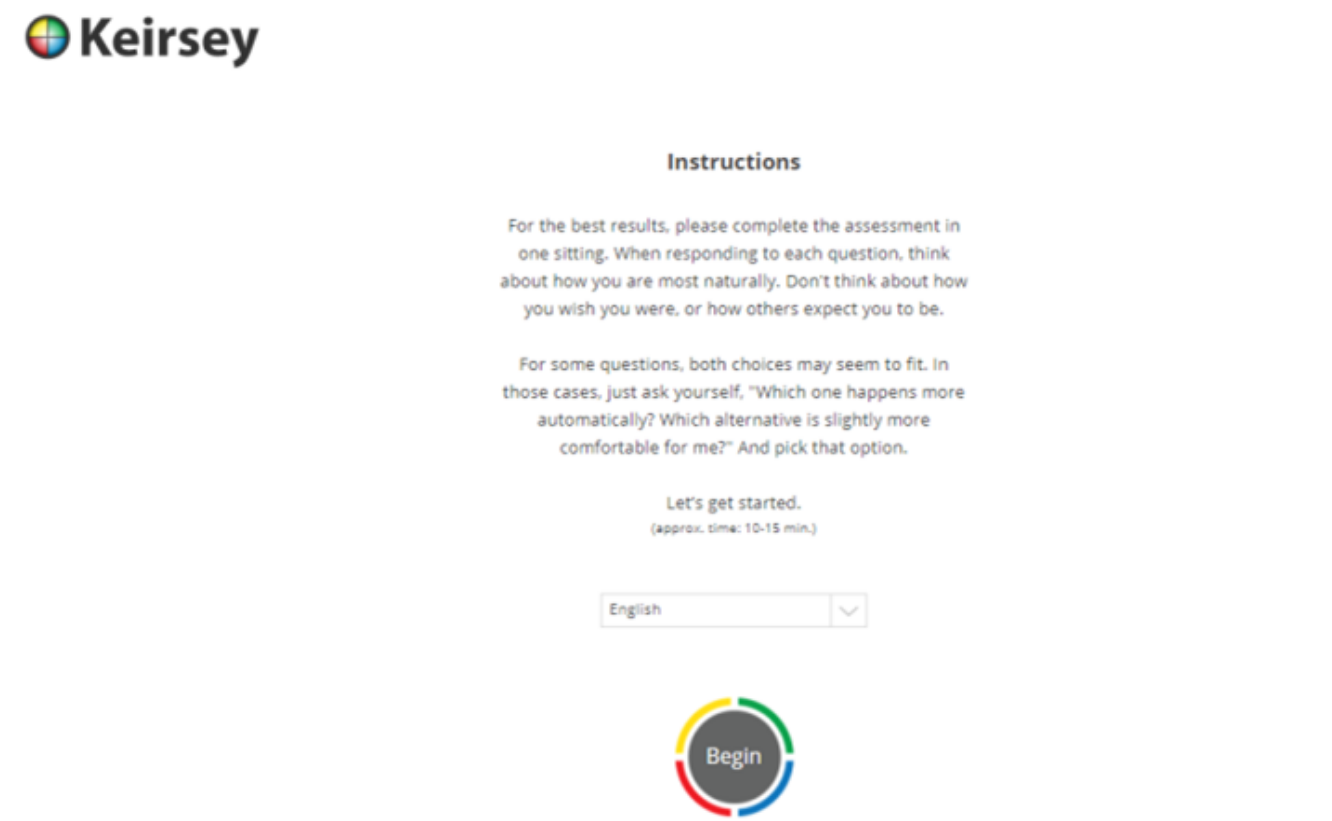 Keirsey
Instructions
For the best results, please complete the assessment in
one sitting. When responding to each question, think
about how you are most naturally. Don't think about how
you wish you were, or how others expect you to be.
For some questions, both choices may seem to fit. In
those cases, just ask yourself, "Which one happens more
automatically? Which alternative is slightly more
comfortable for me?" And pick that option.
Let's get started.
(approx. time: 10-15 min.)
English
Begin